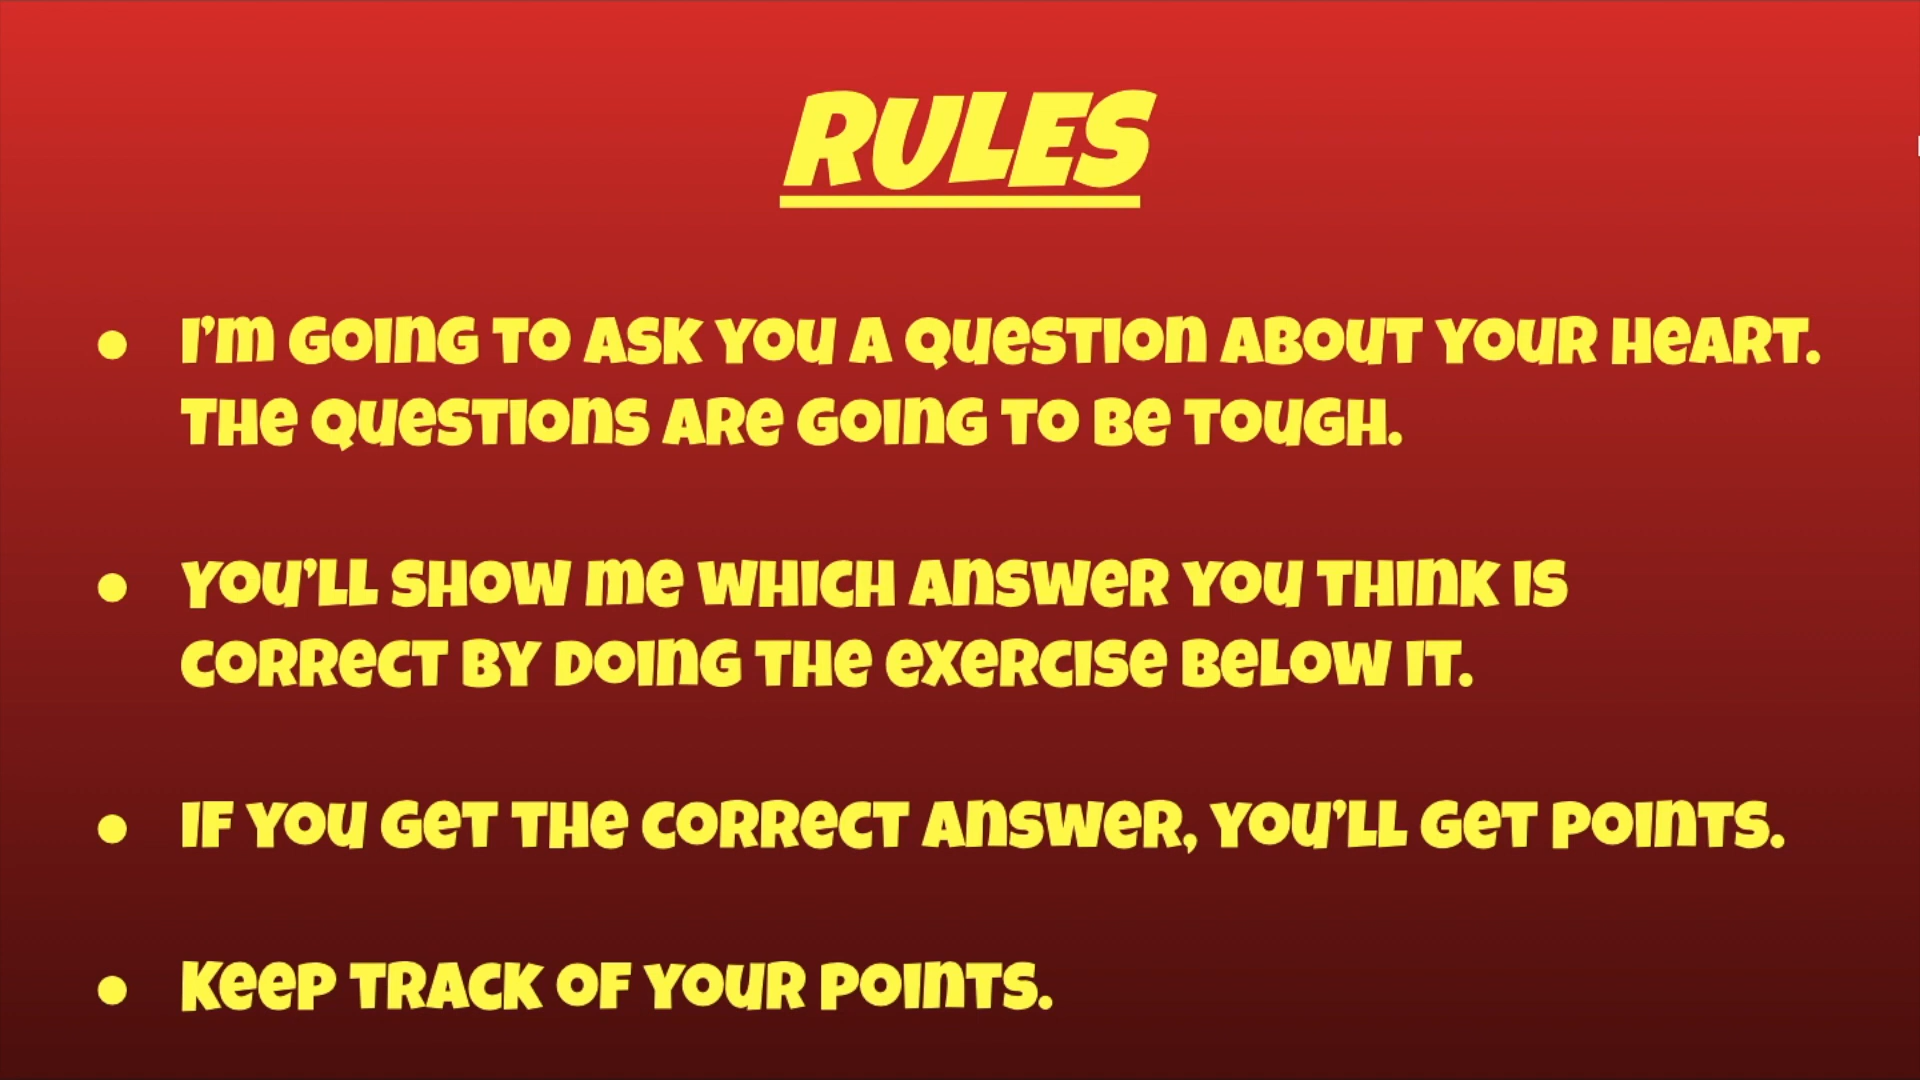 RULES
● I'm GOING TO ASK YOU A QUESTION ABOUT YOUR HEART.
THE QUESTIONS ARE GOING TO BE TOUGH.
● YOU'LL SHOW ME WHICH ANSWER YOU THINK IS
CORRECT BY DOING THE EXERCISE BELOW IT.
● IF YOU GET THE CORRECT ANSWER, YOU'LL GET POINTS.
● KEEP TRACK OF YOUR POINTS.